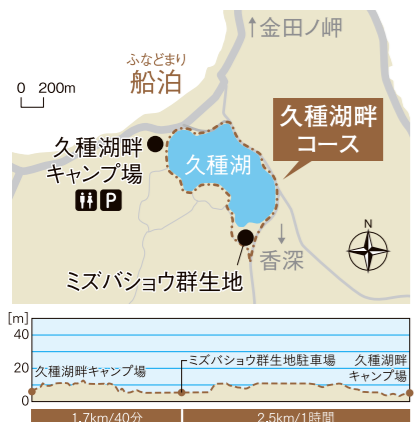 ↑金田ノ岬
ふなどまり
船泊
0 200m
久種湖畔
コース
久種湖畔
キャンプ場
P
久種湖
N
↓
香深
ミズバショウ群生地
[m]
40
20
0
久種湖畔キャンプ場
ミズバショウ群生地駐車場
久種湖畔
キャンプ場
1.7km/40分
2.5km/1時間